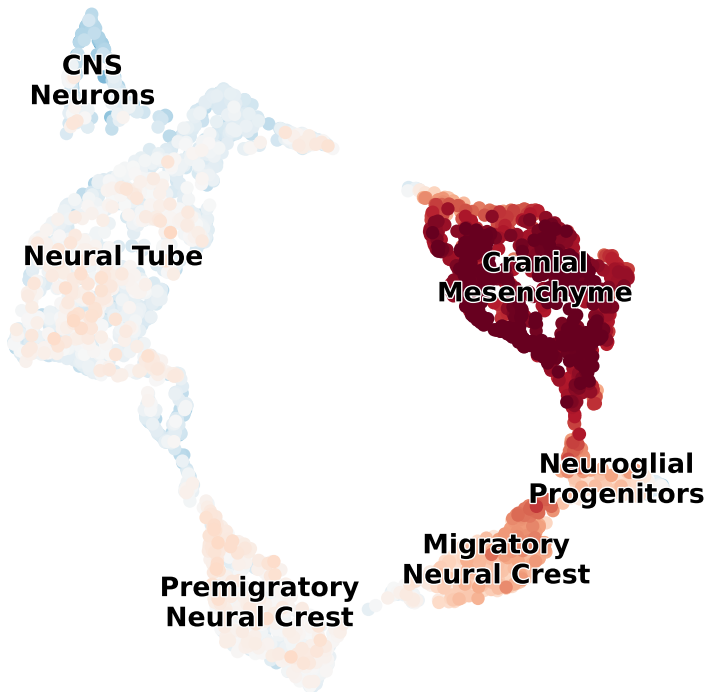 CNS
Neurons
Neural Tube
Cranial
Mesenchyme
Neuroglial
Progenitors
Migratory
Neural Crest
Premigratory
Neural Crest